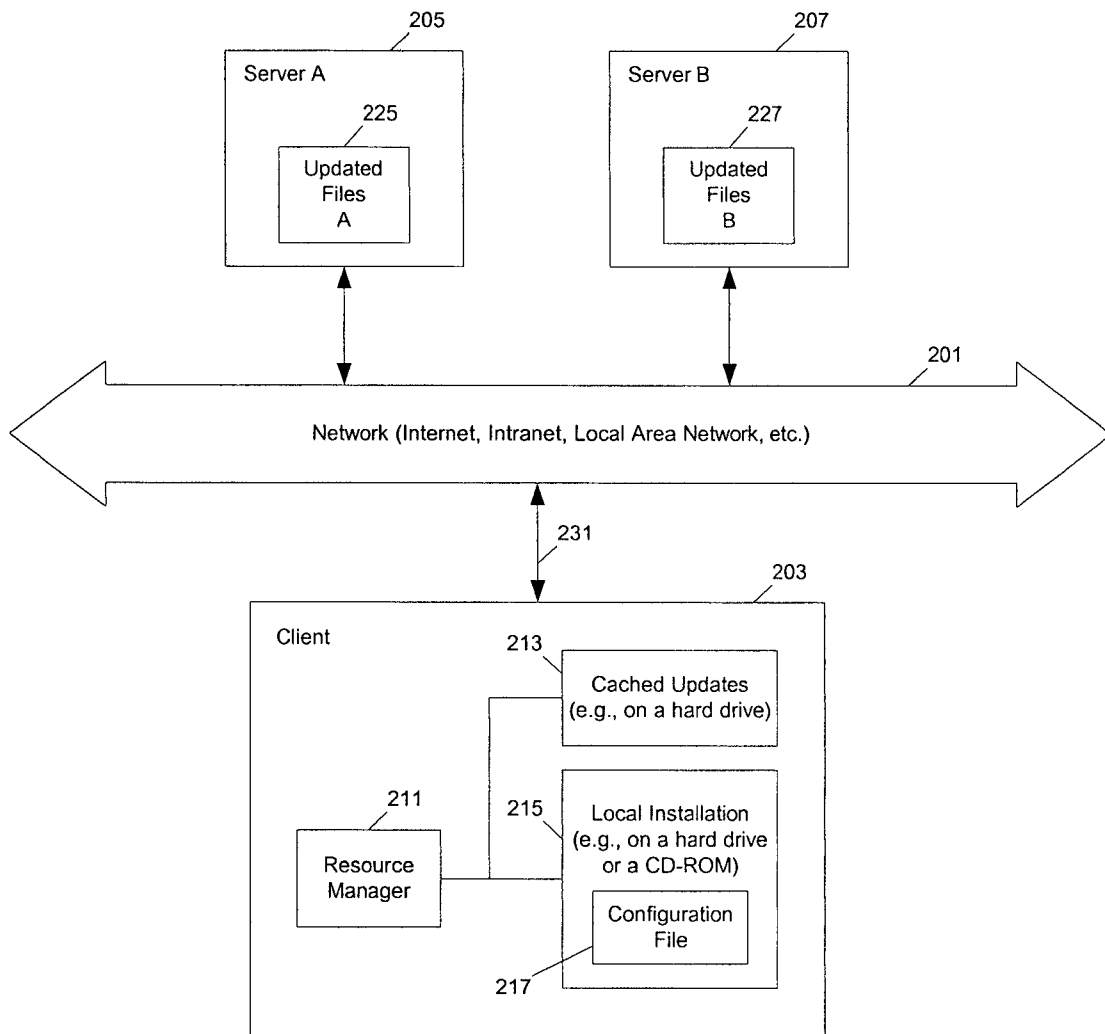 205
207
Server A
Server B
225
227
Updated
Files
A
Updated
Files
B
201
Network (Internet, Intranet, Local Area Network, etc.)
231
203
Client
213
Cached Updates
(e.g., on a hard drive)
211
215
Local Installation
(e.g., on a hard drive
or a CD-ROM)
Resource
Manager
Configuration
File
217